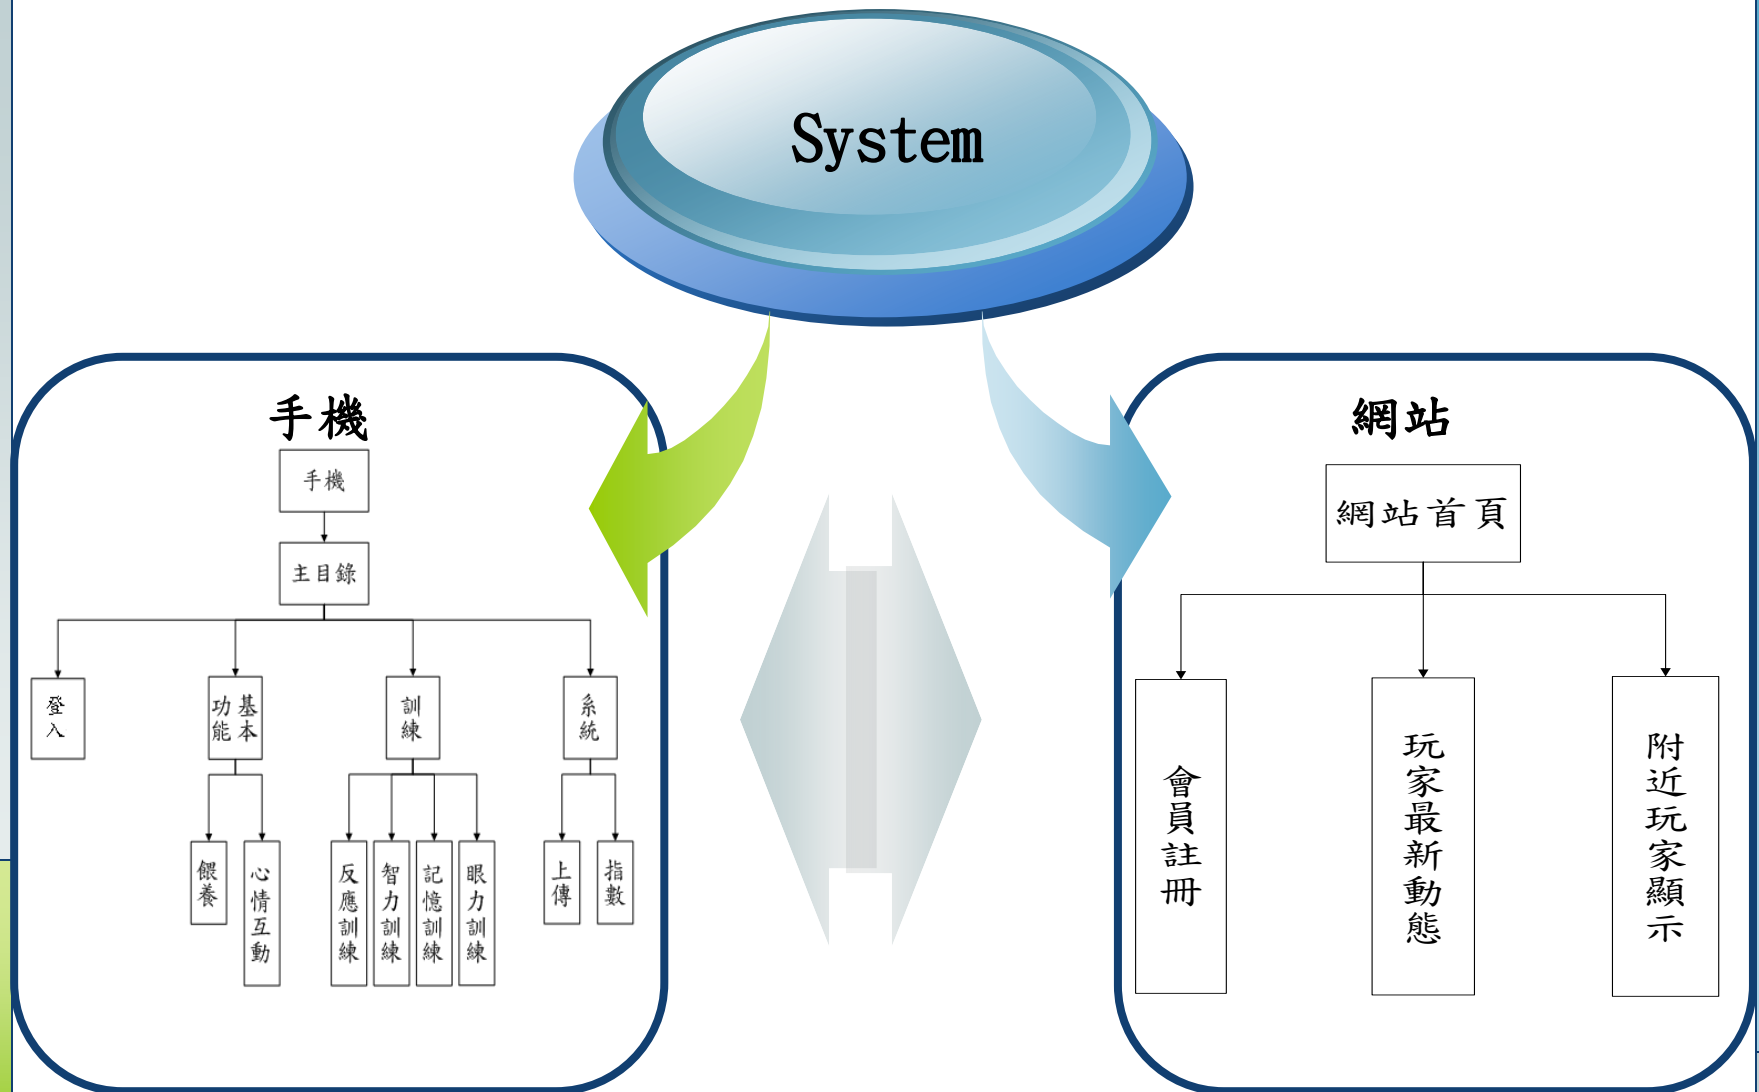 System
手機
手機
主目錄
登入
基本功能
訓練
系統
餵養
心情互動
反應訓練
智力訓練
記憶訓練
眼力訓練
上傳
指數
網站
網站首頁
會員註冊
玩家最新動態
附近玩家顯示